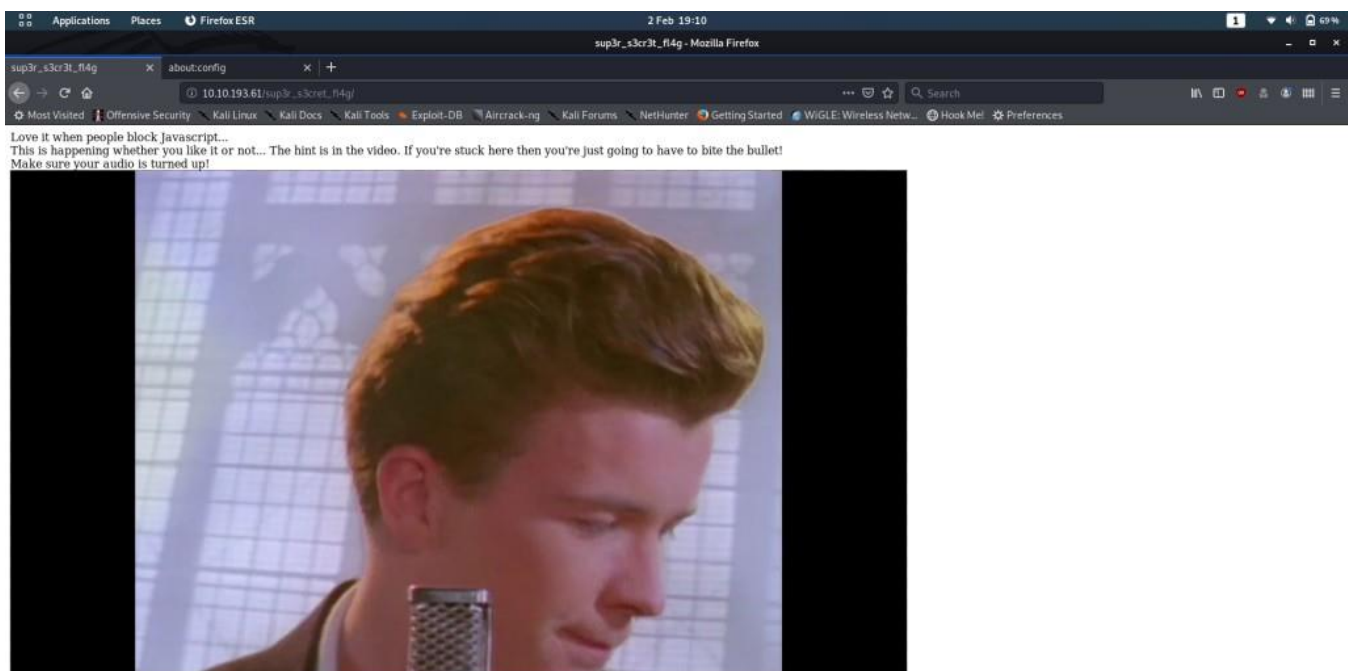 Applications Places Firefox ESR 2 Feb 19:10 1 69%
sup3r_s3cr3t_fl4g - Mozilla Firefox
sup3r_s3cr3t_fl4g about:config
10.10.193.61/sup3r_s3cret_fl4g/ Search
Most Visited Offensive Security Kali Linux Kali Docs Kali Tools Exploit-DB Aircrack-ng Kali Forums NetHunter Getting Started WiGLE: Wireless Netw... Hook Me! Preferences
Love it when people block Javascript...
This is happening whether you like it or not... The hint is in the video. If you're stuck here then you're just going to have to bite the bullet!
Make sure your audio is turned up!